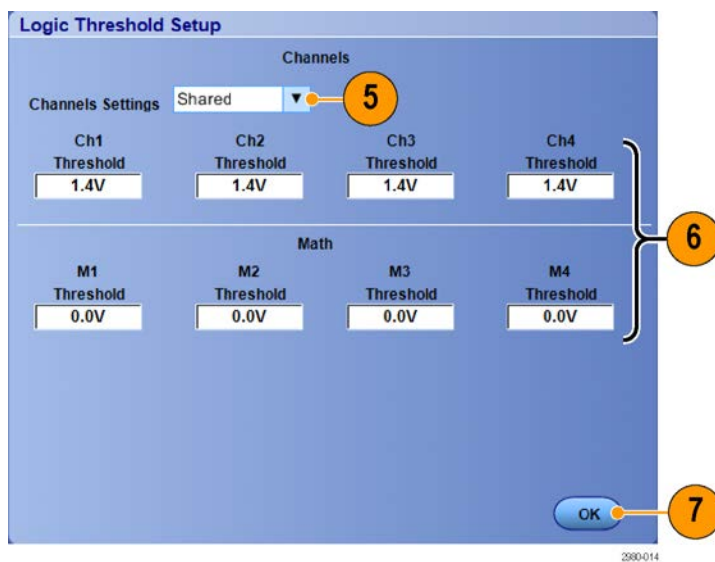 Logic Threshold Setup
Channels
Channels Settings Shared 5
Ch1 Ch2 Ch3 Ch4
Threshold Threshold Threshold Threshold
1.4V 1.4V 1.4V 1.4V
6
Math
M1 M2 M3 M4
Threshold Threshold Threshold Threshold
0.0V 0.0V 0.0V 0.0V
OK 7
2980-014